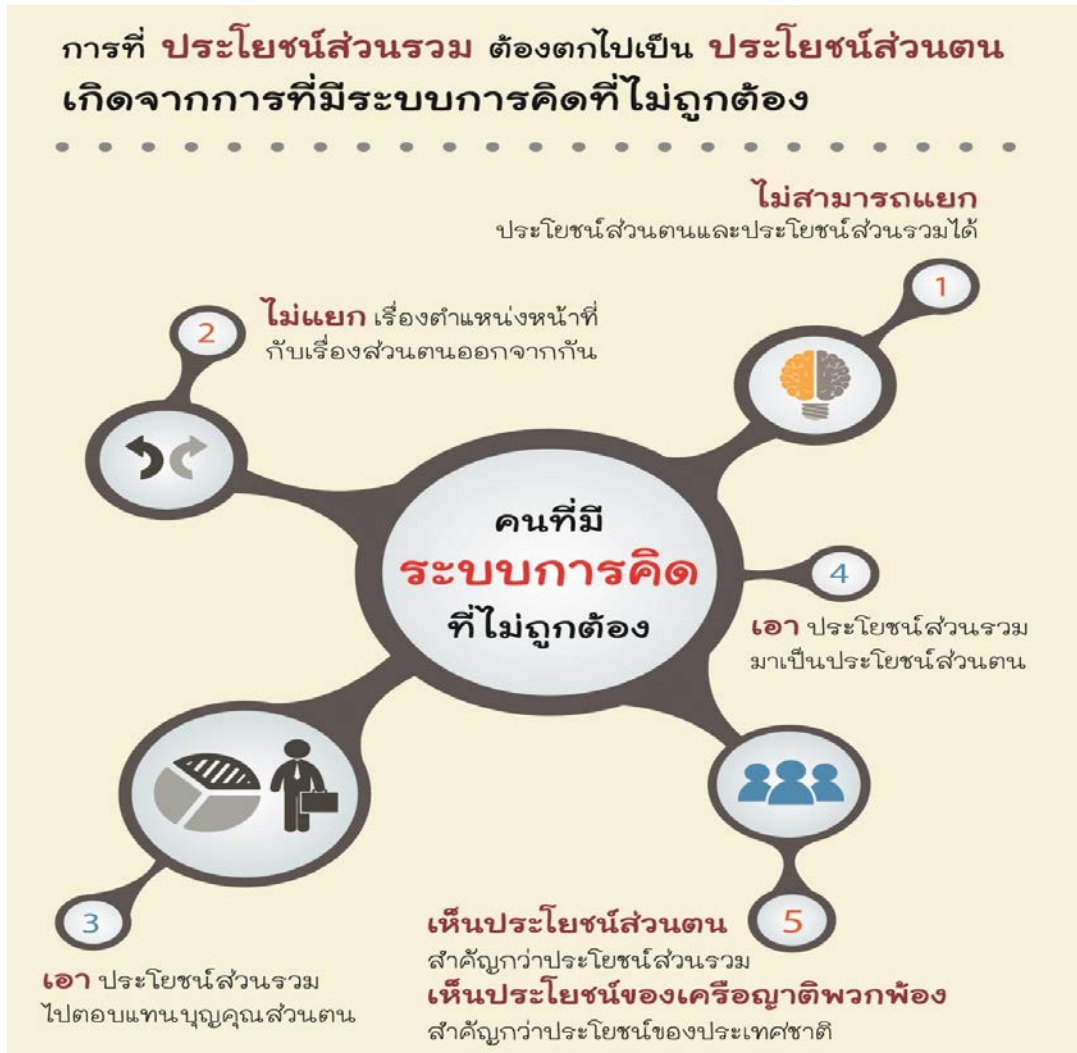 การที่ ประโยชน์ส่วนรวม ต้องตกไปเป็น ประโยชน์ส่วนตน
เกิดจากการที่มีระบบการคิดที่ไม่ถูกต้อง
ไม่สามารถแยก
ประโยชน์ส่วนตนและประโยชน์ส่วนรวมได้
1
2
ไม่แยก เรื่องตำแหน่งหน้าที่
กับเรื่องส่วนตนออกจากกัน
คนที่มี
ระบบการคิด
ที่ไม่ถูกต้อง
4
เอา ประโยชน์ส่วนรวม
มาเป็นประโยชน์ส่วนตน
3
เอา ประโยชน์ส่วนรวม
ไปตอบแทนบุญคุณส่วนตน
5
เห็นประโยชน์ส่วนตน
สำคัญกว่าประโยชน์ส่วนรวม
เห็นประโยชน์ของเครือญาติพวกพ้อง
สำคัญกว่าประโยชน์ของประเทศชาติ